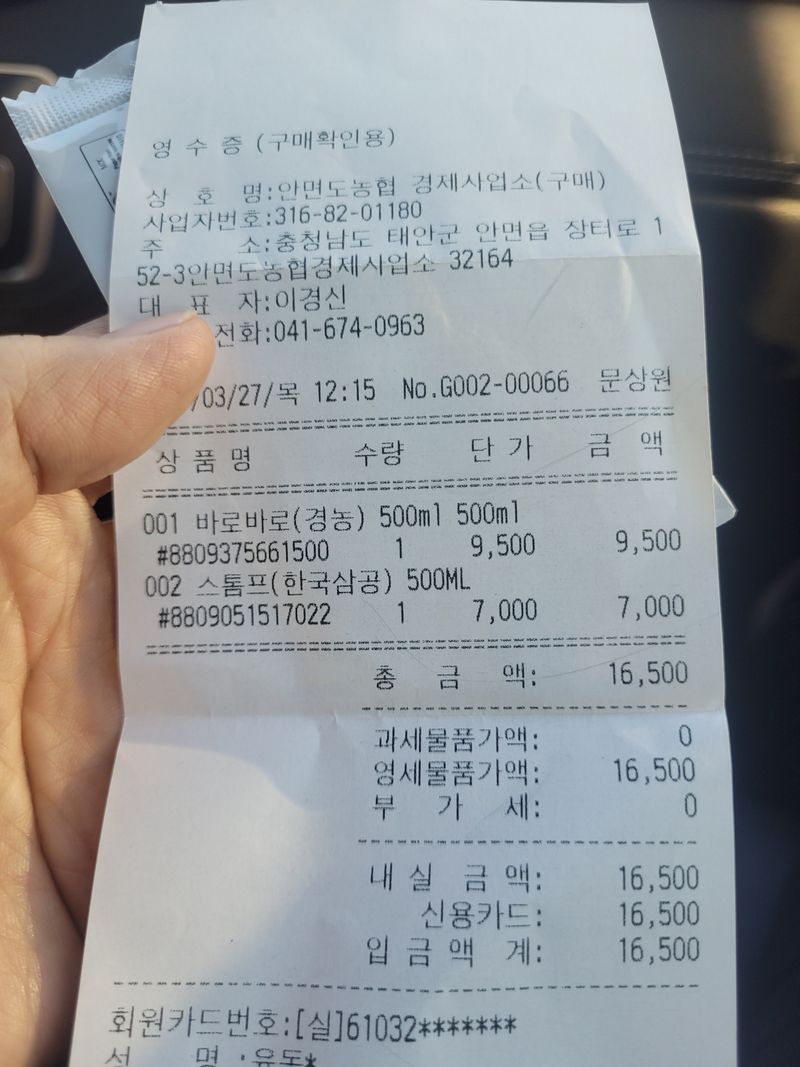 영 수 증 (구매확인용)
상 호 명:안면도농협 경제사업소(구매)
사업자번호:316-82-01180
주 소:충청남도 태안군 안면읍 장터로 1
52-3안면도농협경제사업소 32164
대 표 자:이경신
전화:041-674-0963
/03/27/목 12:15 No.G002-00066 문상원
상 품 명 수량 단 가 금 액
001 바로바로(경농) 500ml 500ml
#8809375661500 1 9,500 9,500
002 스톰프(한국삼공) 500ML
#8809051517022 1 7,000 7,000
총 금 액: 16,500
과세물품가액: 0
영세물품가액: 16,500
부 가 세: 0
내 실 금 액: 16,500
신용카드: 16,500
입 금 액 계: 16,500
회원카드번호:[실]61032*******
성 명:유동*